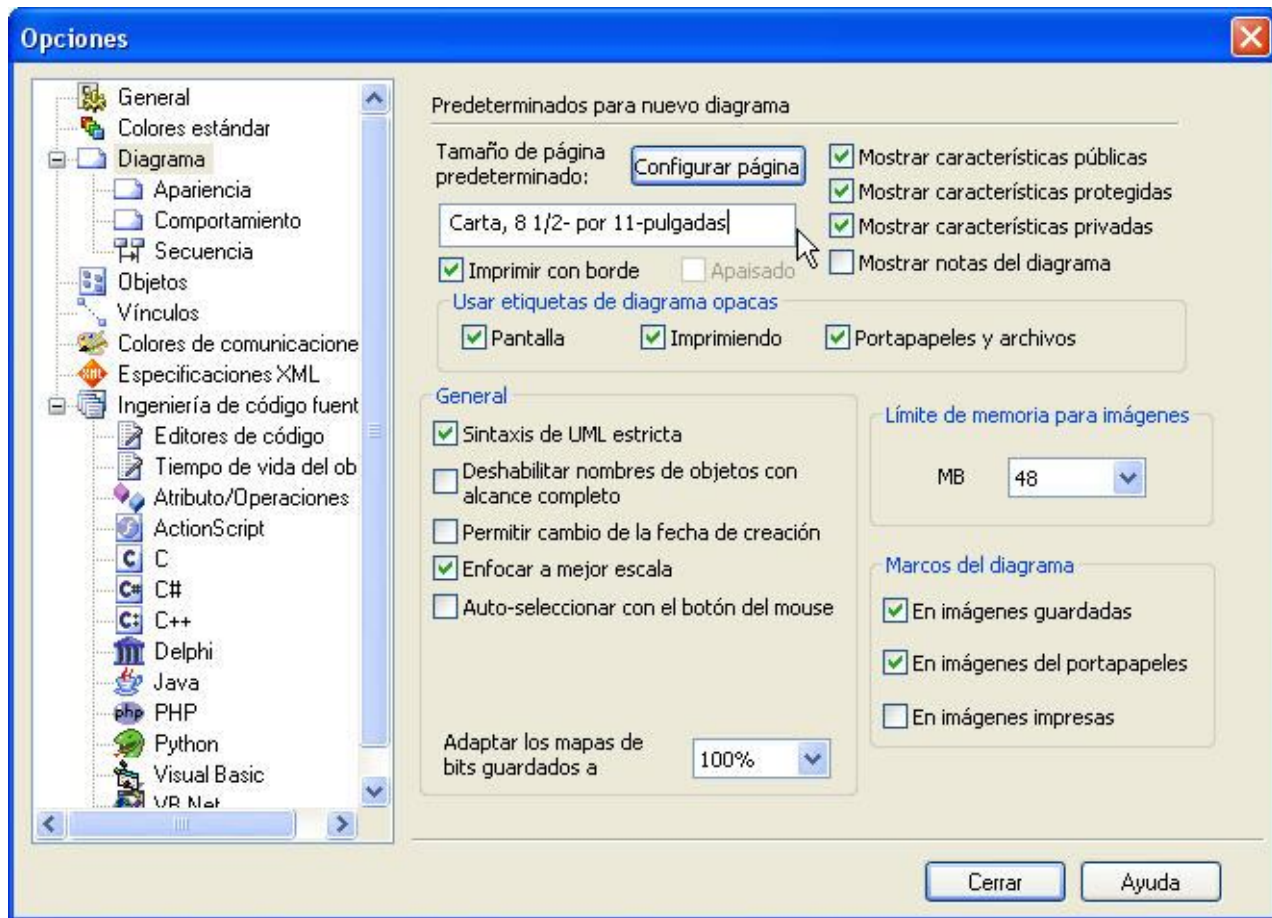 Opciones
General
Colores estándar
Diagrama
Apariencia
Comportamiento
Secuencia
Objetos
Vínculos
Colores de comunicacione
Especificaciones XML
Ingeniería de código fuent
Editores de código
Tiempo de vida del ob
Atributo/Operaciones
ActionScript
C
C#
C++
Delphi
Java
PHP
Python
Visual Basic
VB.Net
Predeterminados para nuevo diagrama
Tamaño de página
predeterminado:
Configurar página
Carta, 8 1/2- por 11-pulgadas
Imprimir con borde
Apaisado
Mostrar características públicas
Mostrar características protegidas
Mostrar características privadas
Mostrar notas del diagrama
Usar etiquetas de diagrama opacas
Pantalla
Imprimiendo
Portapapeles y archivos
General
Sintaxis de UML estricta
Deshabilitar nombres de objetos con
alcance completo
Permitir cambio de la fecha de creación
Enfocar a mejor escala
Auto-seleccionar con el botón del mouse
Adaptar los mapas de
bits guardados a
100%
Límite de memoria para imágenes
MB
48
Marcos del diagrama
En imágenes guardadas
En imágenes del portapapeles
En imágenes impresas
Cerrar
Ayuda